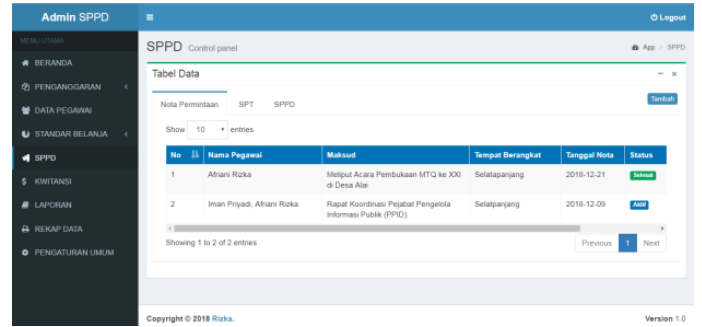 Admin SPPD
Logout
MENU UTAMA
BERANDA
PENGANGGARAN
DATA PEGAWAI
STANDAR BELANJA
SPPD
KWITANSI
LAPORAN
REKAP DATA
PENGATURAN UMUM
SPPD Control panel
App > SPPD
Tabel Data
Nota Permintaan SPT SPPD
Tambah
Show 10 entries
No Nama Pegawai Maksud Tempat Berangkat Tanggal Nota Status
1 Afriani Rizka Meliput Acara Pembukaan MTQ ke XXI Selatapanjang 2018-12-21 Selesai
di Desa Alai
2 Iman Priyadi, Afriani Rizka Rapat Koordinasi Pejabat Pengelola Selatpanjang 2018-12-09 Aktif
Informasi Publik (PPID)
Showing 1 to 2 of 2 entries
Previous 1 Next
Copyright © 2018 Rizka.
Version 1.0